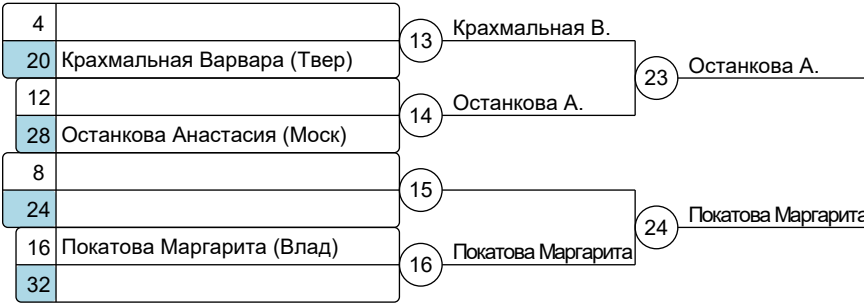 4
13 Крахмальная В.
20 Крахмальная Варвара (Твер)
23 Останкова А.
12
14 Останкова А.
28 Останкова Анастасия (Моск)
8
15
24
24 Покатова Маргарита
16 Покатова Маргарита (Влад)
16 Покатова Маргарита
32